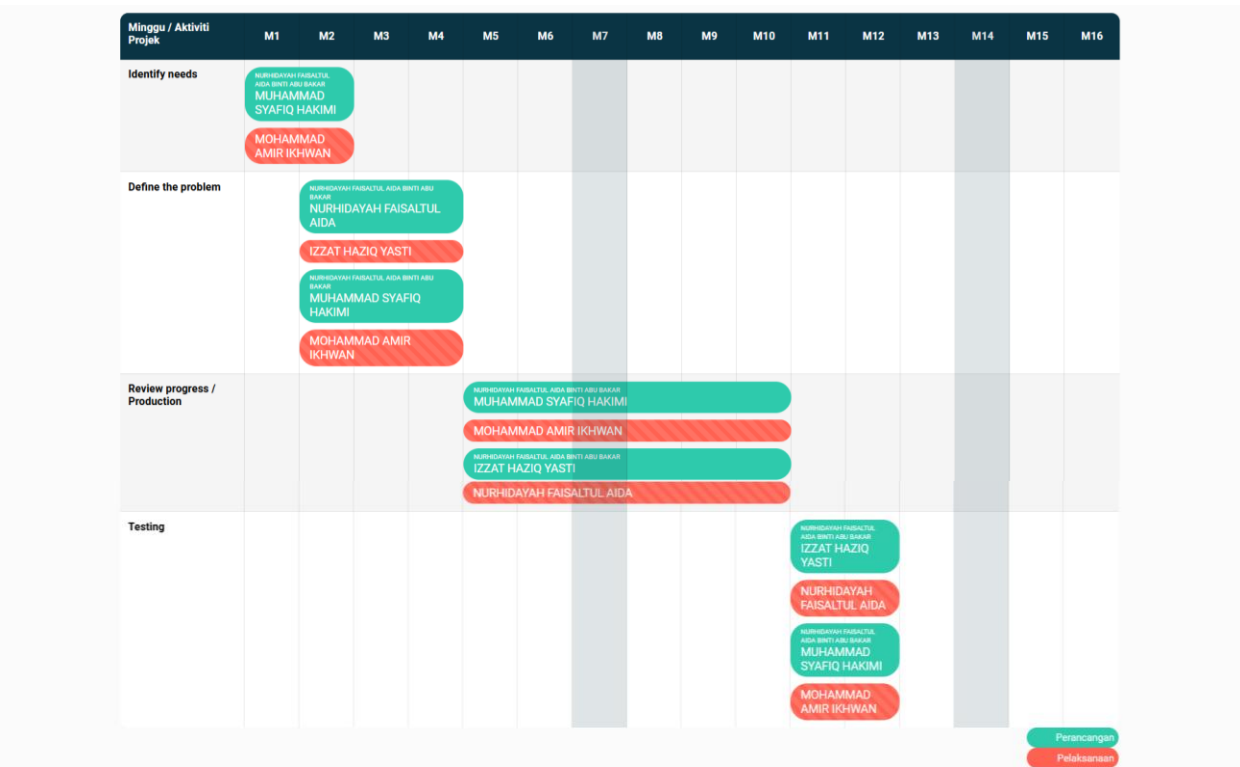 Minggu / Aktiviti
Projek
M1 M2 M3 M4 M5 M6 M7 M8 M9 M10 M11 M12 M13 M14 M15 M16
Identify needs
NURHIDAYAH FAISALTUL
AIDA BINTI ABU BAKAR
MUHAMMAD
SYAFIQ HAKIMI
MOHAMMAD
AMIR IKHWAN
Define the problem
NURHIDAYAH FAISALTUL AIDA BINTI ABU
BAKAR
NURHIDAYAH FAISALTUL
AIDA
IZZAT HAZIQ YASTI
NURHIDAYAH FAISALTUL AIDA BINTI ABU
BAKAR
MUHAMMAD SYAFIQ
HAKIMI
MOHAMMAD AMIR
IKHWAN
Review progress /
Production
NURHIDAYAH FAISALTUL AIDA BINTI ABU BAKAR
MUHAMMAD SYAFIQ HAKIMI
MOHAMMAD AMIR IKHWAN
NURHIDAYAH FAISALTUL AIDA BINTI ABU BAKAR
IZZAT HAZIQ YASTI
NURHIDAYAH FAISALTUL AIDA
Testing
NURHIDAYAH FAISALTUL
AIDA BINTI ABU BAKAR
IZZAT HAZIQ
YASTI
NURHIDAYAH
FAISALTUL AIDA
NURHIDAYAH FAISALTUL
AIDA BINTI ABU BAKAR
MUHAMMAD
SYAFIQ HAKIMI
MOHAMMAD
AMIR IKHWAN
Perancangan
Pelaksanaan